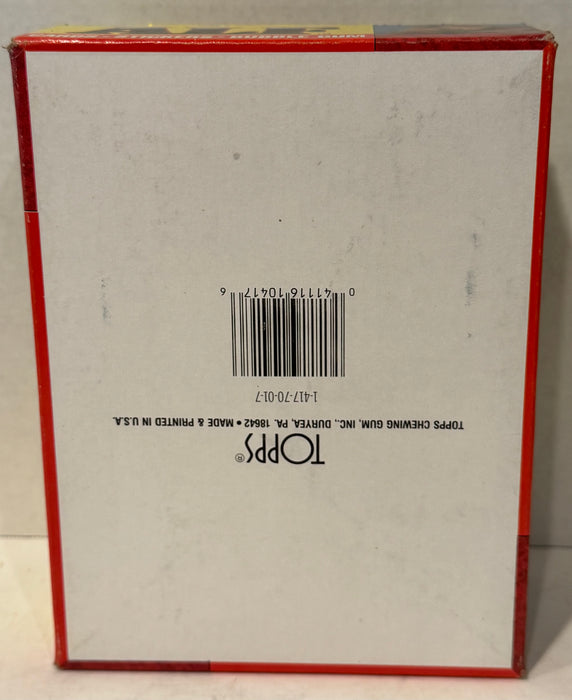 TOPPS®
TOPPS CHEWING GUM, INC., DURYEA, PA. 18642 • MADE & PRINTED IN U.S.A.
1-417-70-01-7
0 41116 10417 6